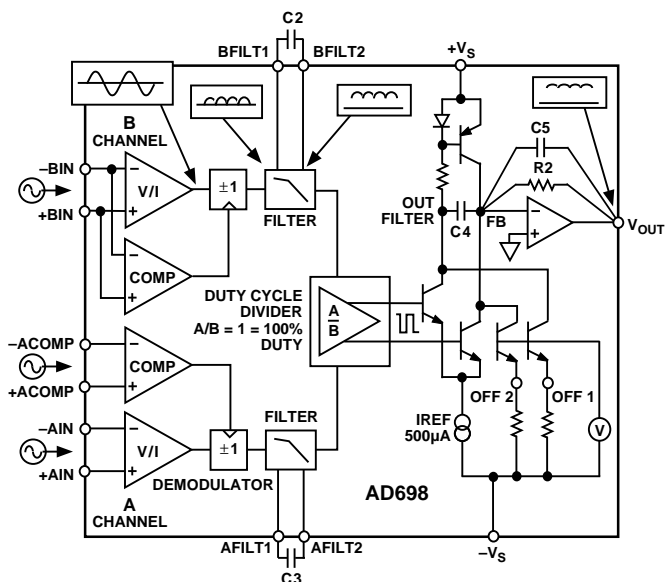 C2
BFILT1
BFILT2
+VS
B
CHANNEL
C5
–BIN
+BIN
V/I
±1
FILTER
R2
OUT
FILTER
C4
FB
VOUT
COMP
DUTY CYCLE
DIVIDER
A/B = 1 = 100%
DUTY
A
B
–ACOMP
+ACOMP
COMP
FILTER
–AIN
+AIN
V/I
±1
IREF
500µA
OFF 2
OFF 1
V
DEMODULATOR
A
CHANNEL
AD698
AFILT1
AFILT2
C3
–VS